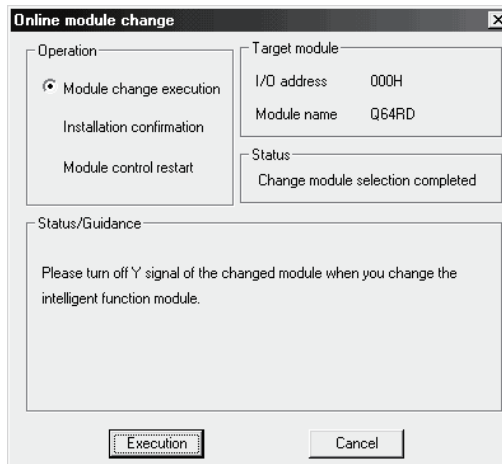 Online module change
Operation
Module change execution
Installation confirmation
Module control restart
Target module
I/O address 000H
Module name Q64RD
Status
Change module selection completed
Status/Guidance
Please turn off Y signal of the changed module when you change the
intelligent function module.
Execution
Cancel